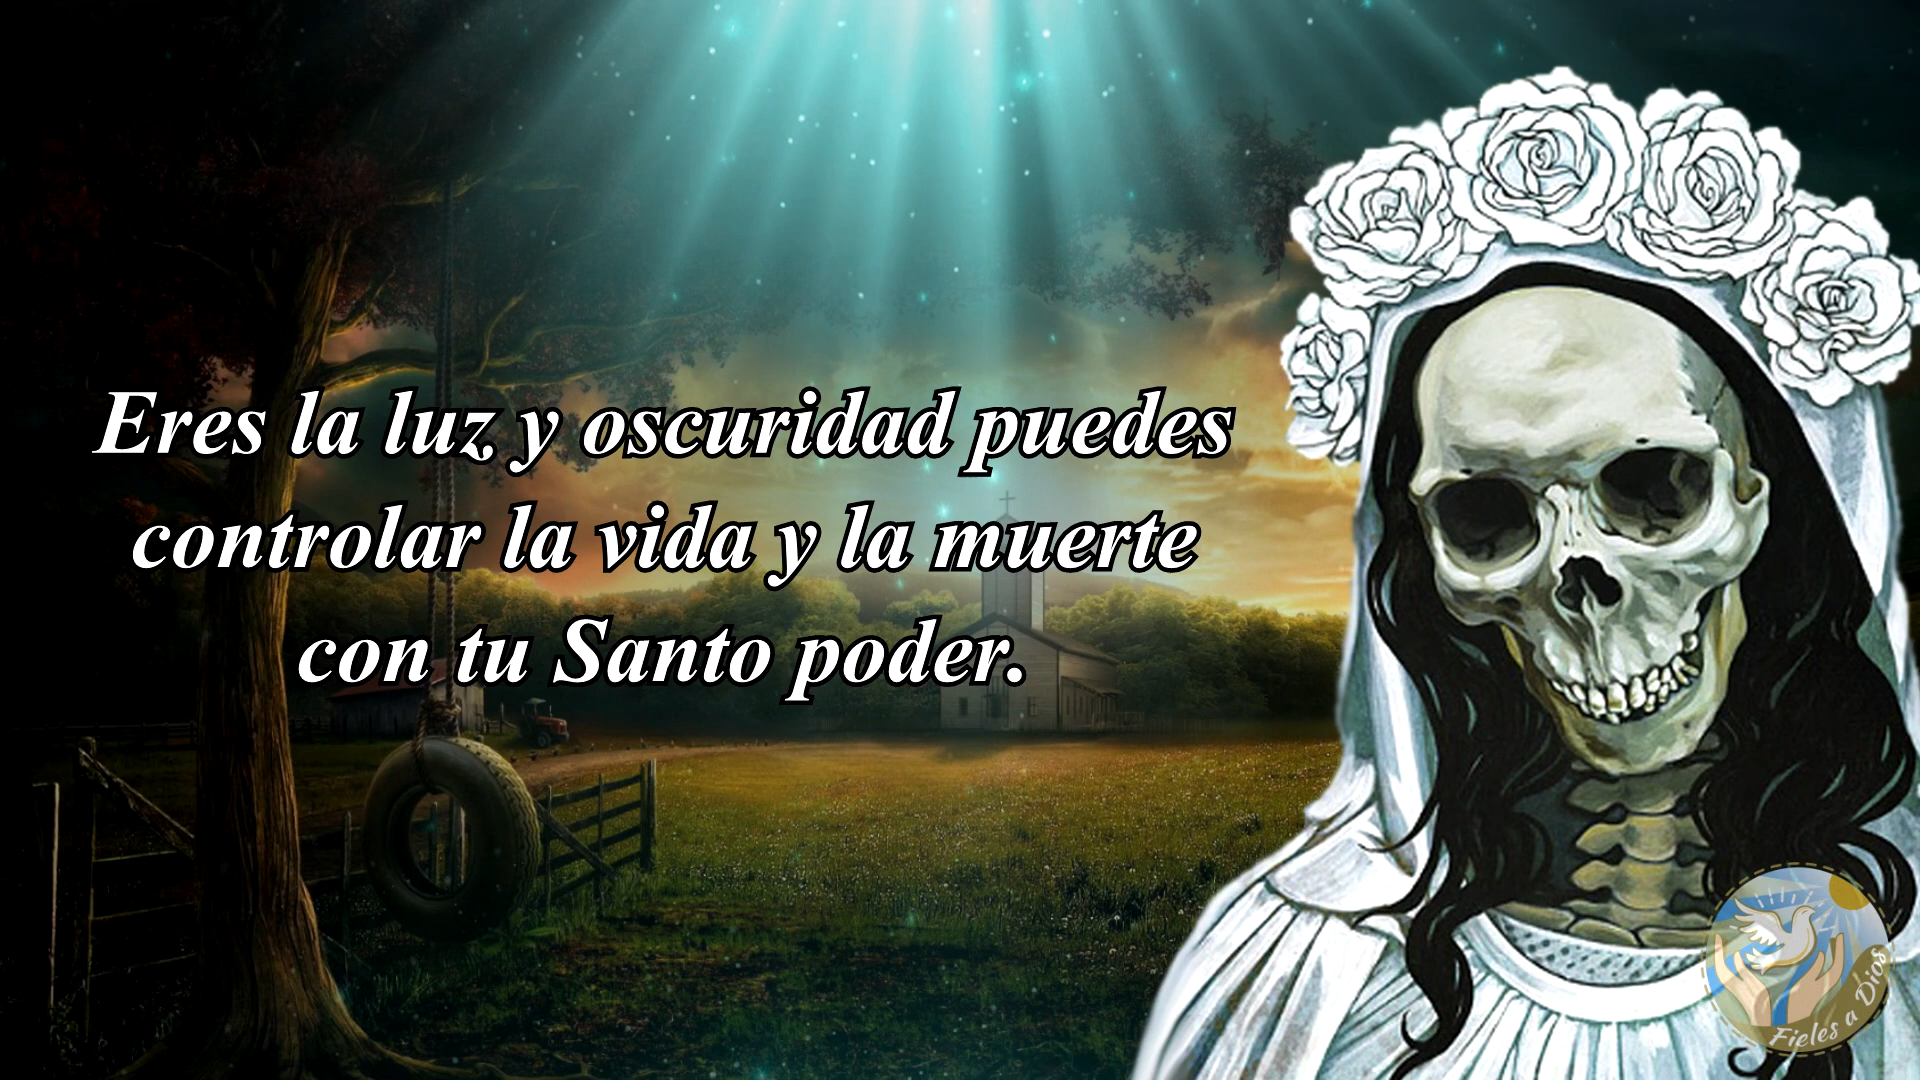 Eres la luz y oscuridad puedes
controlar la vida y la muerte
con tu Santo poder.
Fieles a Dios